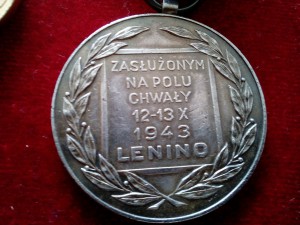 ZASŁUŻONYM
NA POLU
CHWAŁY
12-13 X
1943
LENINO